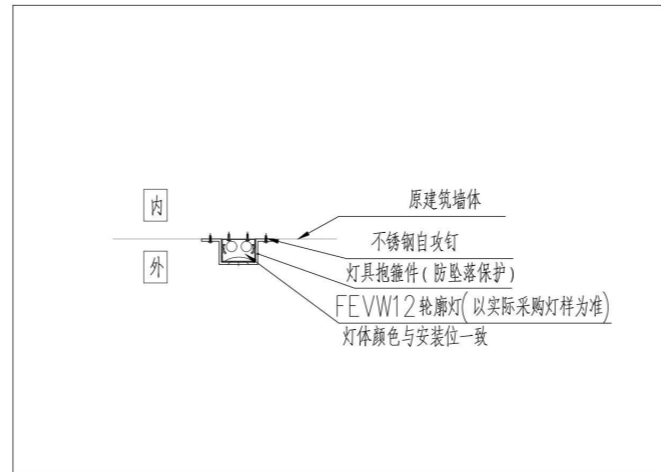 内
原建筑墙体
外
不锈钢自攻钉
灯具抱箍件(防坠落保护)
FEVW12轮廓灯(以实际采购灯样为准)
灯体颜色与安装位一致